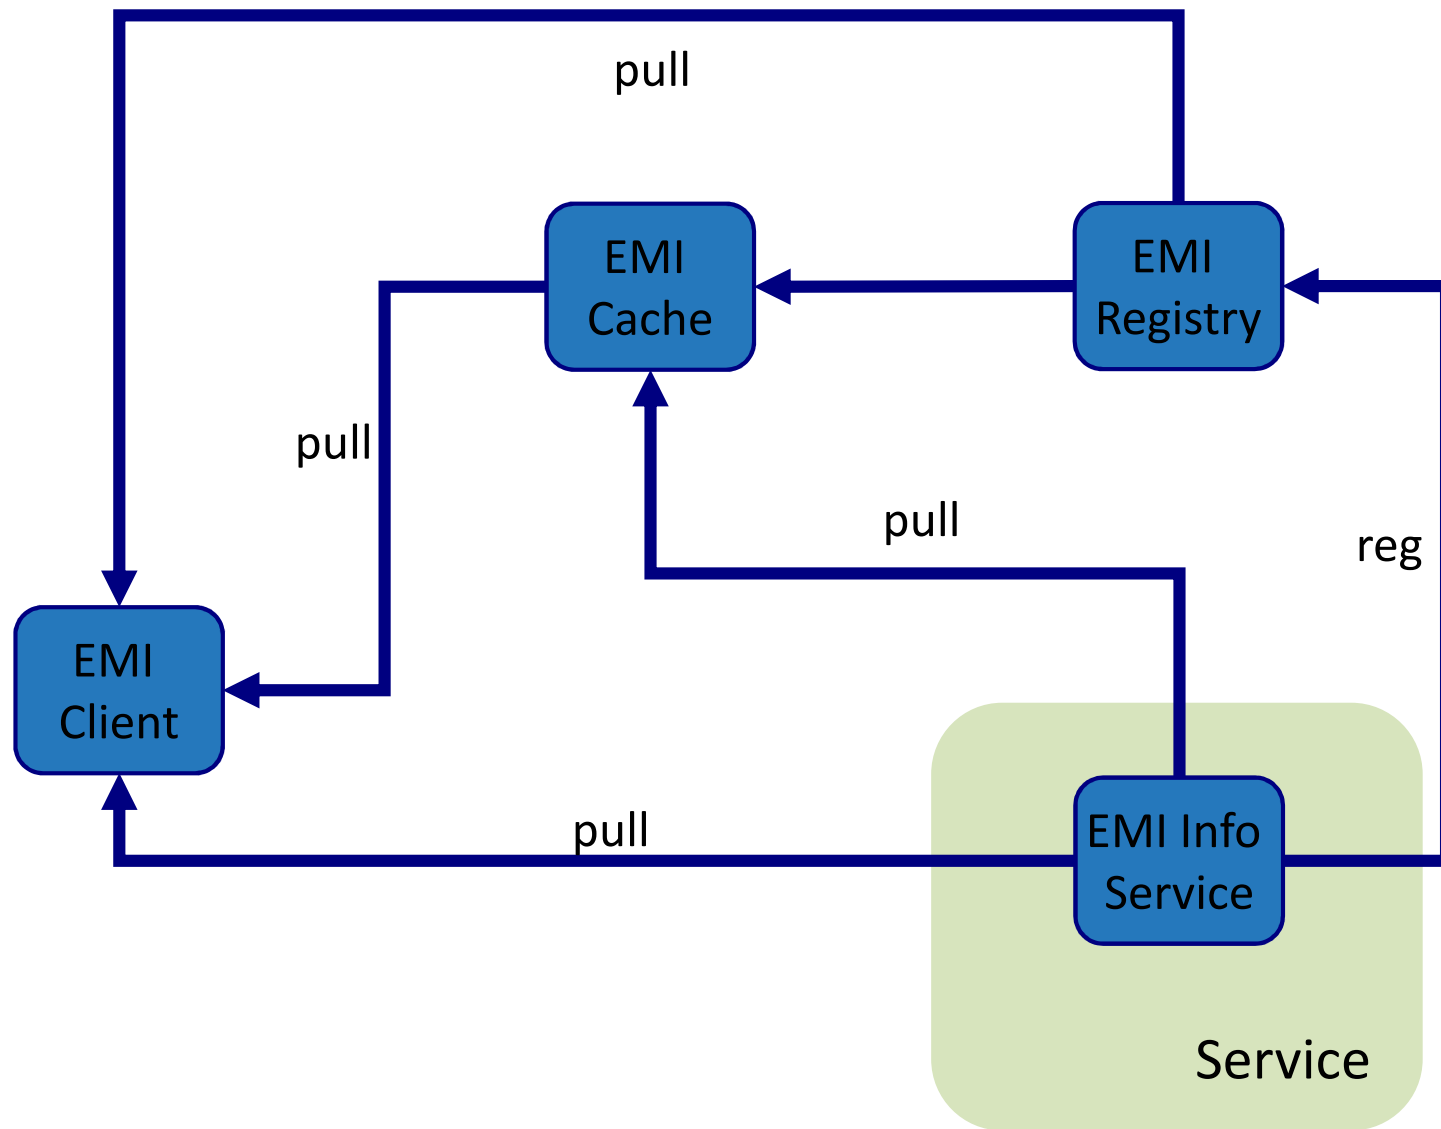 pull
EMI
Cache
EMI
Registry
pull
pull
reg
EMI
Client
pull
EMI Info
Service
Service